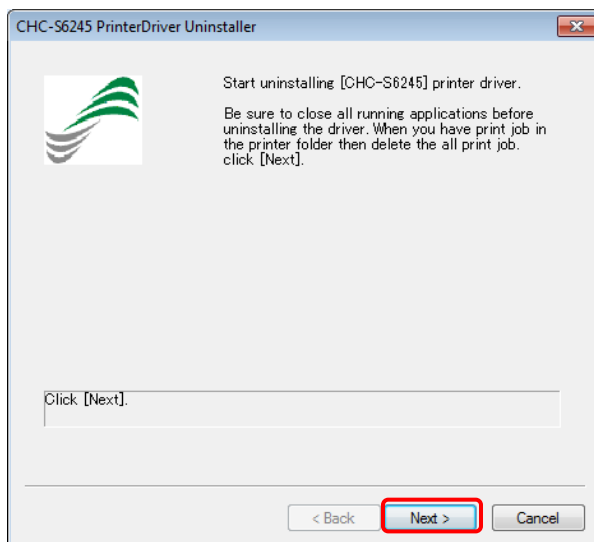 CHC-S6245 PrinterDriver Uninstaller
Start uninstalling [CHC-S6245] printer driver.
Be sure to close all running applications before
uninstalling the driver. When you have print job in
the printer folder then delete the all print job.
click [Next].
Click [Next].
< Back
Next >
Cancel